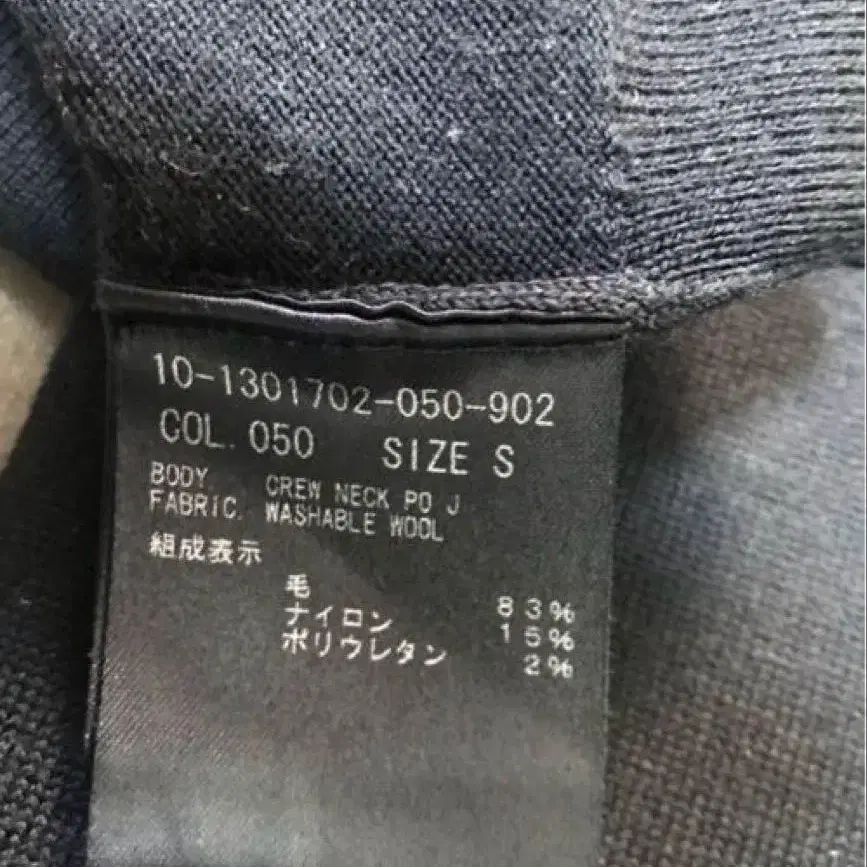 10-1301702-050-902
COL. 050 SIZE S
BODY. CREW NECK PO J
FABRIC. WASHABLE WOOL
組成表示
毛 83%
ナイロン 15%
ポリウレタン 2%